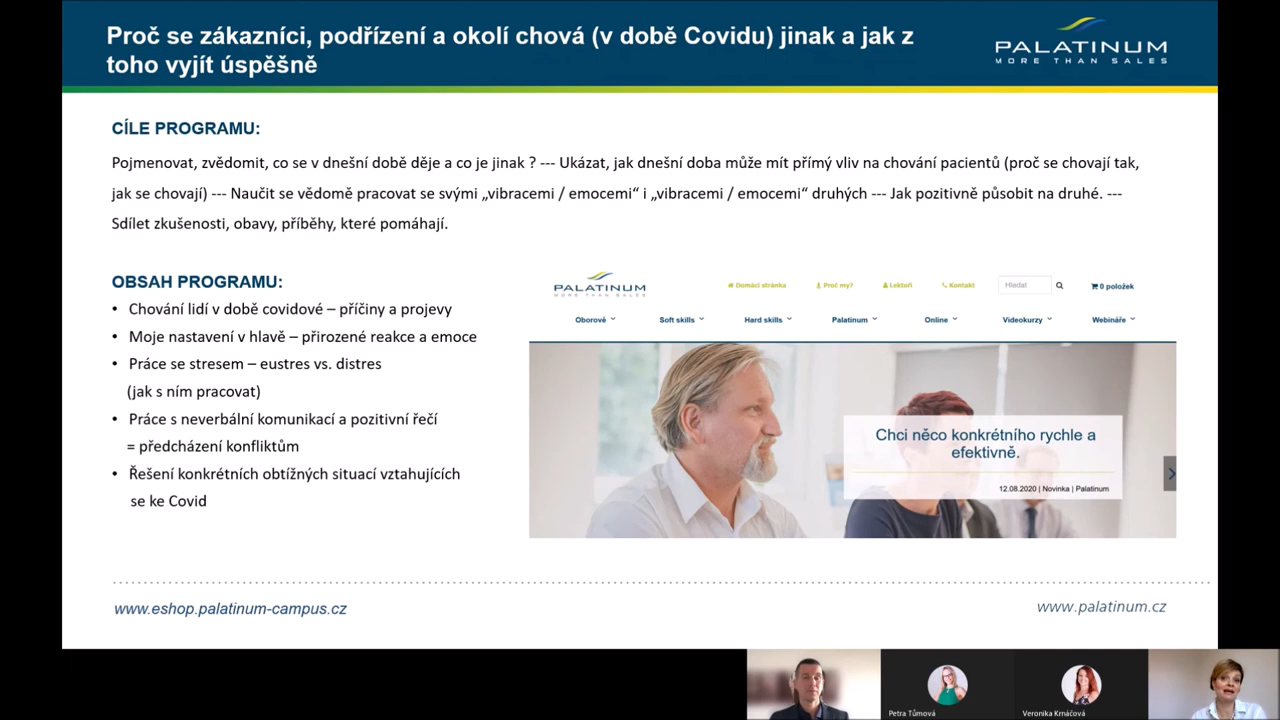 Proč se zákazníci, podřízení a okolí chová (v době Covidu) jinak a jak z
toho vyjít úspěšně
PALATINUM
MORE THAN SALES
CÍLE PROGRAMU:
Pojmenovat, zvědomit, co se v dnešní době děje a co je jinak ? --- Ukázat, jak dnešní doba může mít přímý vliv na chování pacientů (proč se chovají tak,
jak se chovají) --- Naučit se vědomě pracovat se svými „vibracemi / emocemi“ i „vibracemi / emocemi“ druhých --- Jak pozitivně působit na druhé. ---
Sdílet zkušenosti, obavy, příběhy, které pomáhají.
OBSAH PROGRAMU:
• Chování lidí v době covidové – příčiny a projevy
• Moje nastavení v hlavě – přirozené reakce a emoce
• Práce se stresem – eustres vs. distres
(jak s ním pracovat)
• Práce s neverbální komunikací a pozitivní řečí
= předcházení konfliktům
• Řešení konkrétních obtížných situací vztahujících
se ke Covid
PALATINUM
MORE THAN SALES
Domácí stránka Proč my? Lektoři Kontakt Hledat 0 položek
Oborově Soft skills Hard skills Palatinum Online Videokurzy Webináře
Chci něco konkrétního rychle a
efektivně.
12.08.2020 | Novinka | Palatinum
www.eshop.palatinum-campus.cz
www.palatinum.cz
Petra Tůmová
Veronika Krnáčová